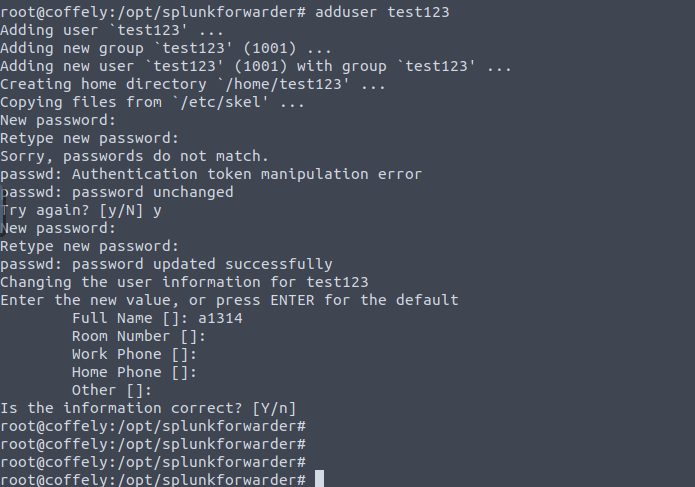 root@coffely:/opt/splunkforwarder# adduser test123
Adding user `test123' ...
Adding new group `test123' (1001) ...
Adding new user `test123' (1001) with group `test123' ...
Creating home directory `/home/test123' ...
Copying files from `/etc/skel' ...
New password:
Retype new password:
Sorry, passwords do not match.
passwd: Authentication token manipulation error
passwd: password unchanged
Try again? [y/N] y
New password:
Retype new password:
passwd: password updated successfully
Changing the user information for test123
Enter the new value, or press ENTER for the default
        Full Name []: a1314
        Room Number []:
        Work Phone []:
        Home Phone []:
        Other []:
Is the information correct? [Y/n]
root@coffely:/opt/splunkforwarder#
root@coffely:/opt/splunkforwarder#
root@coffely:/opt/splunkforwarder#
root@coffely:/opt/splunkforwarder#